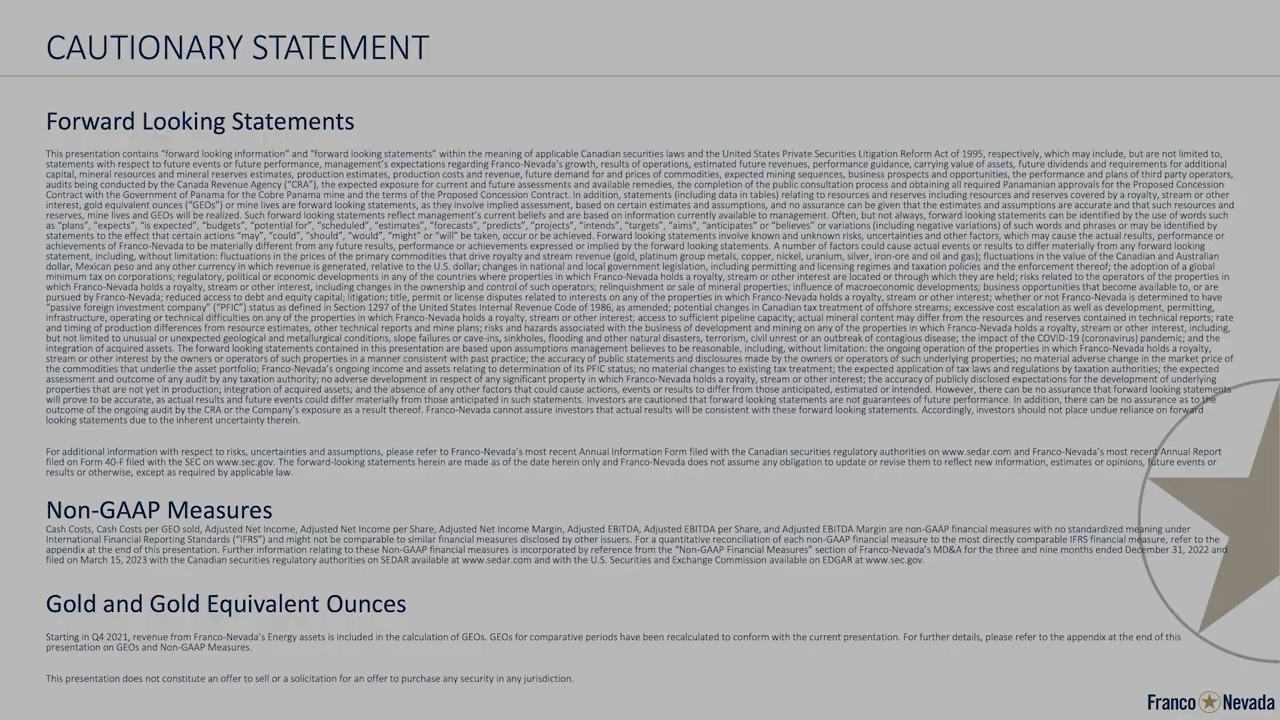 CAUTIONARY STATEMENT
Forward Looking Statements
This presentation contains “forward looking information” and “forward looking statements” within the meaning of applicable Canadian securities laws and the United States Private Securities Litigation Reform Act of 1995, respectively, which may include, but are not limited to,
statements with respect to future events or future performance, management’s expectations regarding Franco-Nevada’s growth, results of operations, estimated future revenues, performance guidance, carrying value of assets, future dividends and requirements for additional
capital, mineral resources and mineral reserves estimates, production estimates, production costs and revenue, future demand for and prices of commodities, expected mining sequences, business prospects and opportunities, the performance and plans of third party operators,
audits being conducted by the Canada Revenue Agency (“CRA”), the expected exposure for current and future assessments and available remedies, the completion of the public consultation process and obtaining all required Panamanian approvals for the Proposed Concession
Contract with the Government of Panama for the Cobre Panama mine and the terms of the Proposed Concession Contract. In addition, statements (including data in tables) relating to resources and reserves including resources and reserves covered by a royalty, stream or other
interest, gold equivalent ounces (“GEOs”) or mine lives are forward looking statements, as they involve implied assessment, based on certain estimates and assumptions, and no assurance can be given that the estimates and assumptions are accurate and that such resources and
reserves, mine lives and GEOs will be realized. Such forward looking statements reflect management’s current beliefs and are based on information currently available to management. Often, but not always, forward looking statements can be identified by the use of words such
as “plans”, “expects”, “is expected”, “budgets”, “potential for”, “scheduled”, “estimates”, “forecasts”, “predicts”, “projects”, “intends”, “targets”, “aims”, “anticipates” or “believes” or variations (including negative variations) of such words and phrases or may be identified by
statements to the effect that certain actions “may”, “could”, “should”, “would”, “might” or “will” be taken, occur or be achieved. Forward looking statements involve known and unknown risks, uncertainties and other factors, which may cause the actual results, performance or
achievements of Franco-Nevada to be materially different from any future results, performance or achievements expressed or implied by the forward looking statements. A number of factors could cause actual events or results to differ materially from any forward looking
statement, including, without limitation: fluctuations in the prices of the primary commodities that drive royalty and stream revenue (gold, platinum group metals, copper, nickel, uranium, silver, iron-ore and oil and gas); fluctuations in the value of the Canadian and Australian
dollar, Mexican peso and any other currency in which revenue is generated, relative to the U.S. dollar; changes in national and local government legislation, including permitting and licensing regimes and taxation policies and the enforcement thereof; the adoption of a global
minimum tax on corporations; regulatory, political or economic developments in any of the countries where properties in which Franco-Nevada holds a royalty, stream or other interest are located or through which they are held; risks related to the operators of the properties in
which Franco-Nevada holds a royalty, stream or other interest, including changes in the ownership and control of such operators; relinquishment or sale of mineral properties; influence of macroeconomic developments; business opportunities that become available to, or are
pursued by Franco-Nevada; reduced access to debt and equity capital; litigation; title, permit or license disputes related to interests on any of the properties in which Franco-Nevada holds a royalty, stream or other interest; whether or not Franco-Nevada is determined to have
“passive foreign investment company” (“PFIC”) status as defined in Section 1297 of the United States Internal Revenue Code of 1986, as amended; potential changes in Canadian tax treatment of offshore streams; excessive cost escalation as well as development, permitting,
infrastructure, operating or technical difficulties on any of the properties in which Franco-Nevada holds a royalty, stream or other interest; access to sufficient pipeline capacity; actual mineral content may differ from the resources and reserves contained in technical reports; rate
and timing of production differences from resource estimates, other technical reports and mine plans; risks and hazards associated with the business of development and mining on any of the properties in which Franco-Nevada holds a royalty, stream or other interest, including,
but not limited to unusual or unexpected geological and metallurgical conditions, slope failures or cave-ins, sinkholes, flooding and other natural disasters, terrorism, civil unrest or an outbreak of contagious disease; the impact of the COVID-19 (coronavirus) pandemic; and the
integration of acquired assets. The forward looking statements contained in this presentation are based upon assumptions management believes to be reasonable, including, without limitation: the ongoing operation of the properties in which Franco-Nevada holds a royalty,
stream or other interest by the owners or operators of such properties in a manner consistent with past practice; the accuracy of public statements and disclosures made by the owners or operators of such underlying properties; no material adverse change in the market price of
the commodities that underlie the asset portfolio; Franco-Nevada’s ongoing income and assets relating to determination of its PFIC status; no material changes to existing tax treatment; the expected application of tax laws and regulations by taxation authorities; the expected
assessment and outcome of any audit by any taxation authority; no adverse development in respect of any significant property in which Franco-Nevada holds a royalty, stream or other interest; the accuracy of publicly disclosed expectations for the development of underlying
properties that are not yet in production; integration of acquired assets; and the absence of any other factors that could cause actions, events or results to differ from those anticipated, estimated or intended. However, there can be no assurance that forward looking statements
will prove to be accurate, as actual results and future events could differ materially from those anticipated in such statements. Investors are cautioned that forward looking statements are not guarantees of future performance. In addition, there can be no assurance as to the
outcome of the ongoing audit by the CRA or the Company’s exposure as a result thereof. Franco-Nevada cannot assure investors that actual results will be consistent with these forward looking statements. Accordingly, investors should not place undue reliance on forward
looking statements due to the inherent uncertainty therein.
For additional information with respect to risks, uncertainties and assumptions, please refer to Franco-Nevada’s most recent Annual Information Form filed with the Canadian securities regulatory authorities on www.sedar.com and Franco-Nevada’s most recent Annual Report
filed on Form 40-F filed with the SEC on www.sec.gov. The forward-looking statements herein are made as of the date herein only and Franco-Nevada does not assume any obligation to update or revise them to reflect new information, estimates or opinions, future events or
results or otherwise, except as required by applicable law.
Non-GAAP Measures
Cash Costs, Cash Costs per GEO sold, Adjusted Net Income, Adjusted Net Income per Share, Adjusted Net Income Margin, Adjusted EBITDA, Adjusted EBITDA per Share, and Adjusted EBITDA Margin are non-GAAP financial measures with no standardized meaning under
International Financial Reporting Standards (“IFRS”) and might not be comparable to similar financial measures disclosed by other issuers. For a quantitative reconciliation of each non-GAAP financial measure to the most directly comparable IFRS financial measure, refer to the
appendix at the end of this presentation. Further information relating to these Non-GAAP financial measures is incorporated by reference from the “Non-GAAP Financial Measures” section of Franco-Nevada’s MD&A for the three and nine months ended December 31, 2022 and
filed on March 15, 2023 with the Canadian securities regulatory authorities on SEDAR available at www.sedar.com and with the U.S. Securities and Exchange Commission available on EDGAR at www.sec.gov.
Gold and Gold Equivalent Ounces
Starting in Q4 2021, revenue from Franco-Nevada’s Energy assets is included in the calculation of GEOs. GEOs for comparative periods have been recalculated to conform with the current presentation. For further details, please refer to the appendix at the end of this
presentation on GEOs and Non-GAAP Measures.
This presentation does not constitute an offer to sell or a solicitation for an offer to purchase any security in any jurisdiction.
Franco Nevada